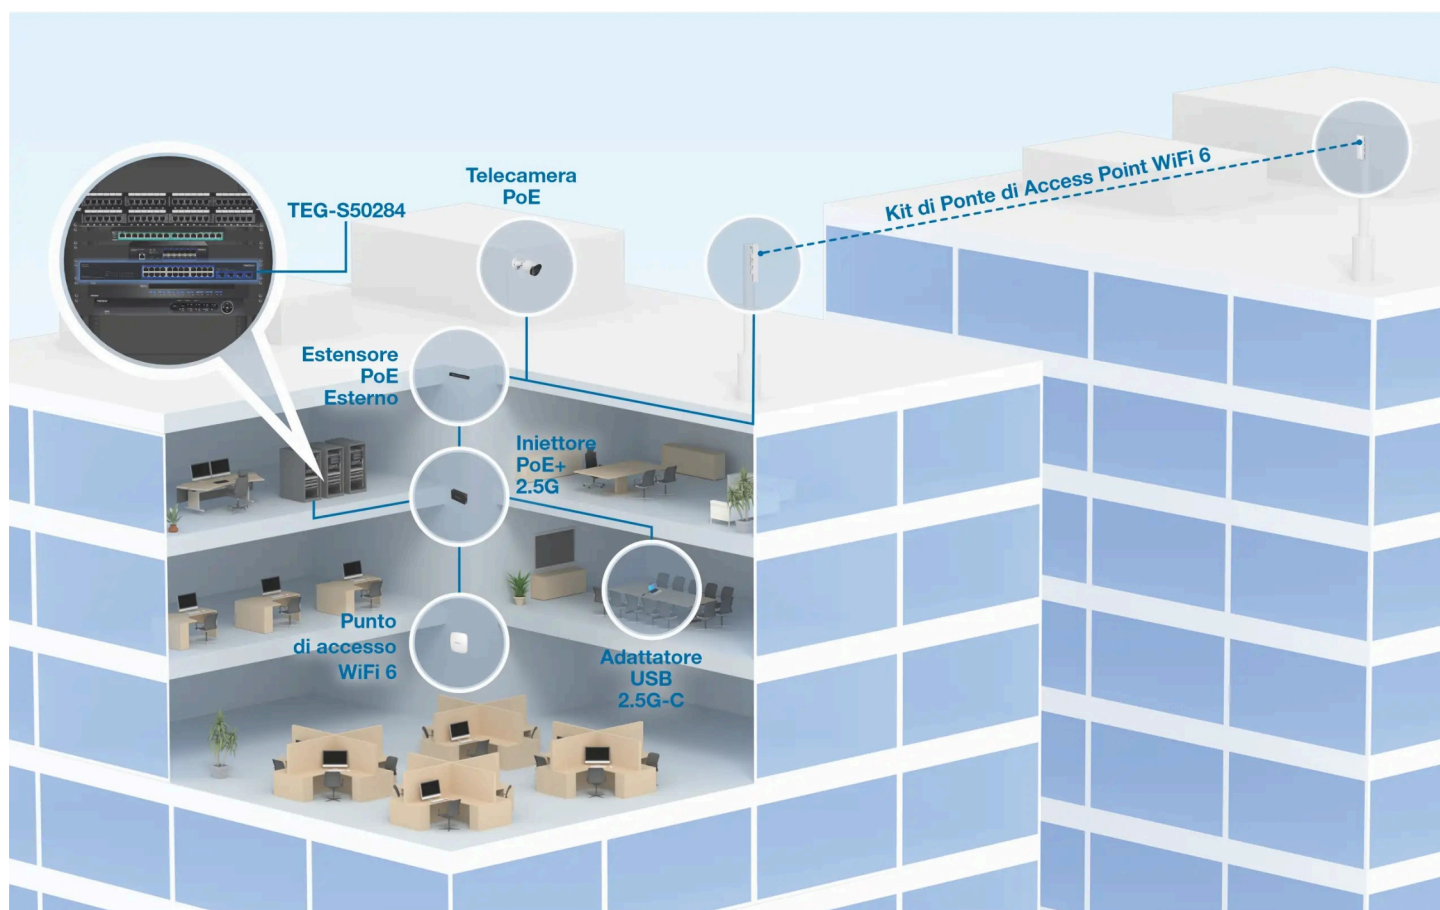 Telecamera
PoE
TEG-S50284
Kit di Ponte di Access Point WiFi 6
Estensore
PoE
Esterno
Iniettore
PoE+
2.5G
Punto
di accesso
WiFi 6
Adattatore
USB
2.5G-C